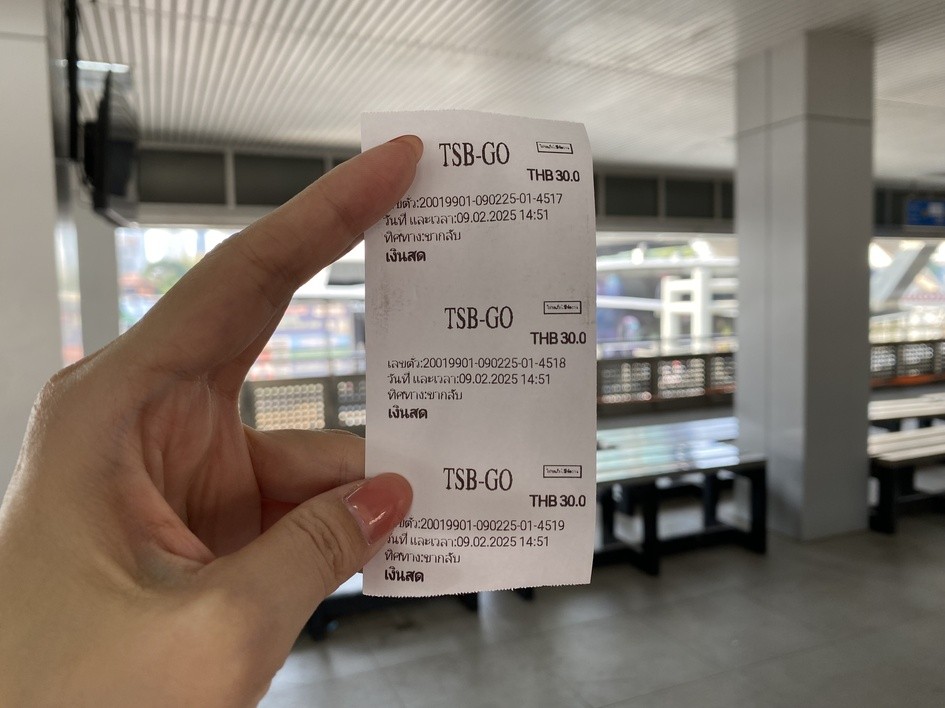 TSB-GO
THB 30.0
เลขตั๋ว:20019901-090225-01-4517
วันที่ และเวลา:09.02.2025 14:51
ทิศทาง:ขากลับ
เงินสด
TSB-GO
THB 30.0
เลขตั๋ว:20019901-090225-01-4518
วันที่ และเวลา:09.02.2025 14:51
ทิศทาง:ขากลับ
เงินสด
TSB-GO
THB 30.0
เลขตั๋ว:20019901-090225-01-4519
วันที่ และเวลา:09.02.2025 14:51
ทิศทาง:ขากลับ
เงินสด